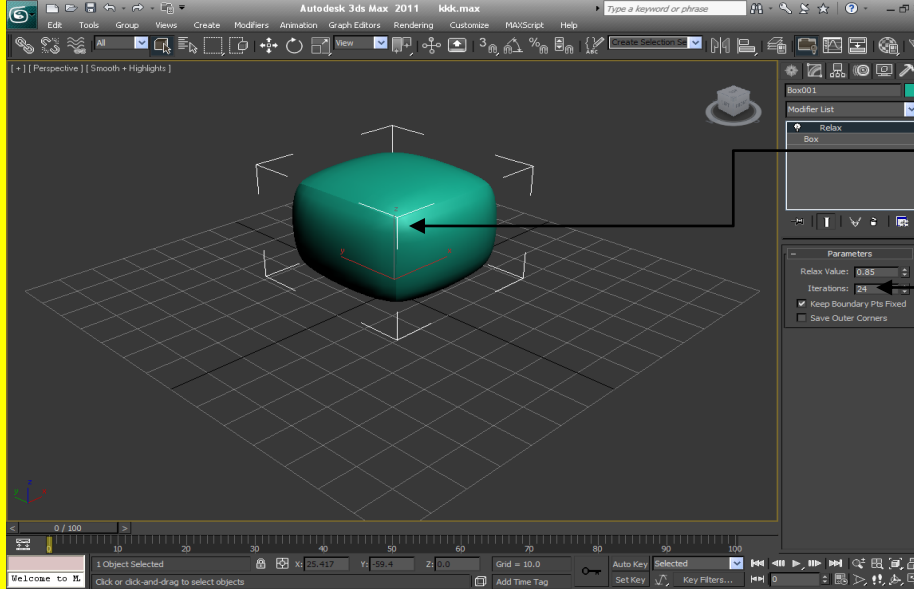 Autodesk 3ds Max 2011 kkk.max
Type a keyword or phrase
Edit Tools Group Views Create Modifiers Animation Graph Editors Rendering Customize MAXScript Help
All
View
Create Selection Se
[ + ] [ Perspective ] [ Smooth + Highlights ]
Box001
Modifier List
Relax
Box
Parameters
Relax Value: 0.85
Iterations: 24
Keep Boundary Pts Fixed
Save Outer Corners
z
y
x
z
y
0 / 100
0 10 20 30 40 50 60 70 80 90 100
1 Object Selected X: 25.417 Y: -59.4 Z: 0.0 Grid = 10.0 Auto Key Selected
Welcome to M
Click or click-and-drag to select objects Add Time Tag Set Key Key Filters... 0